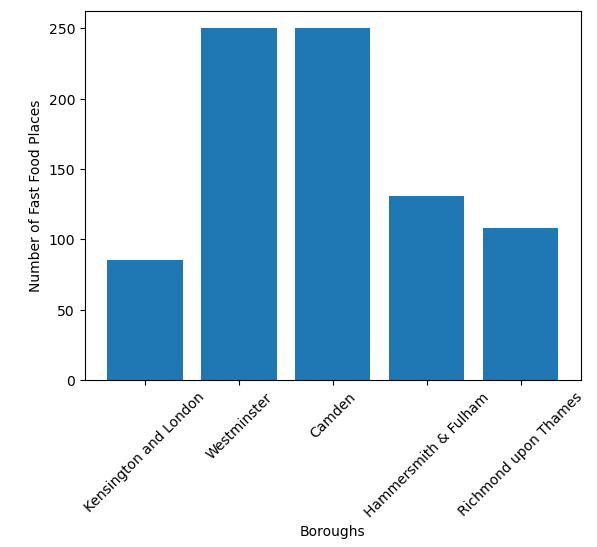 250
200
150
100
50
0
Number of Fast Food Places
Kensington and London
Westminster
Camden
Hammersmith & Fulham
Richmond upon Thames
Boroughs